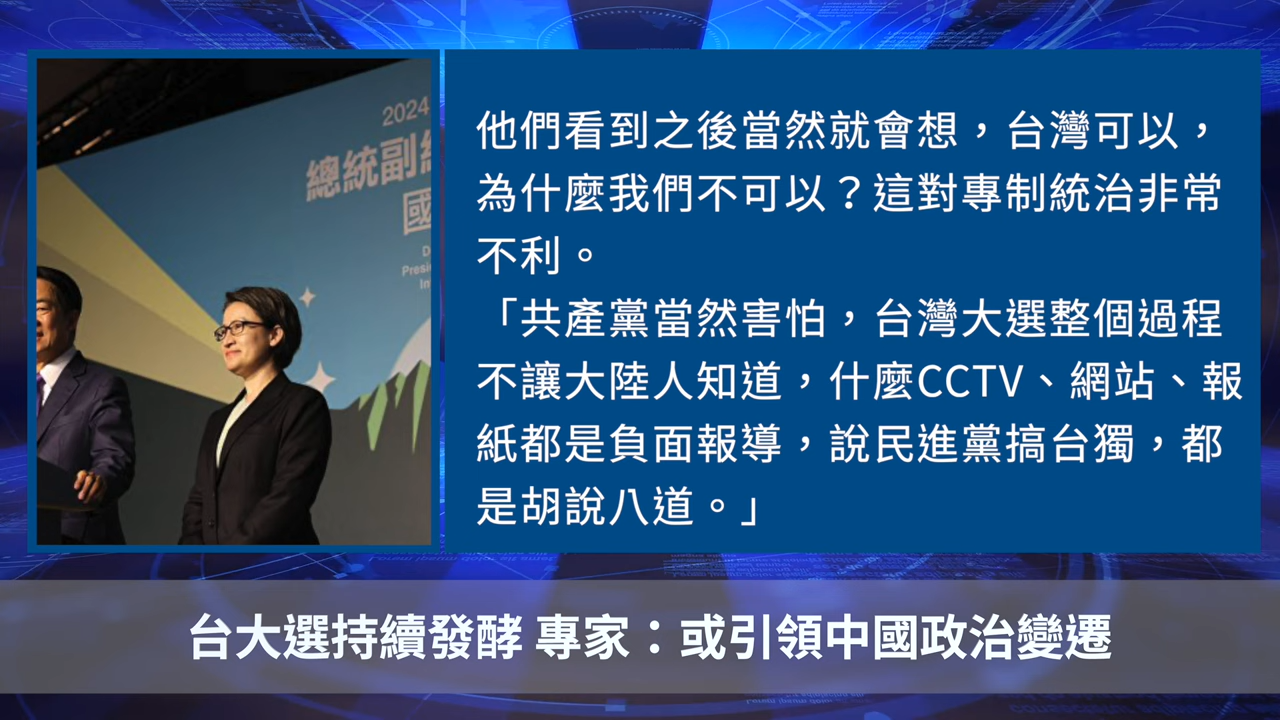 2024
總統副
國
他們看到之後當然就會想，台灣可以，
為什麼我們不可以？這對專制統治非常
不利。
「共產黨當然害怕，台灣大選整個過程
不讓大陸人知道，什麼CCTV、網站、報
紙都是負面報導，說民進黨搞台獨，都
是胡說八道。」
台大選持續發酵 專家：或引領中國政治變遷